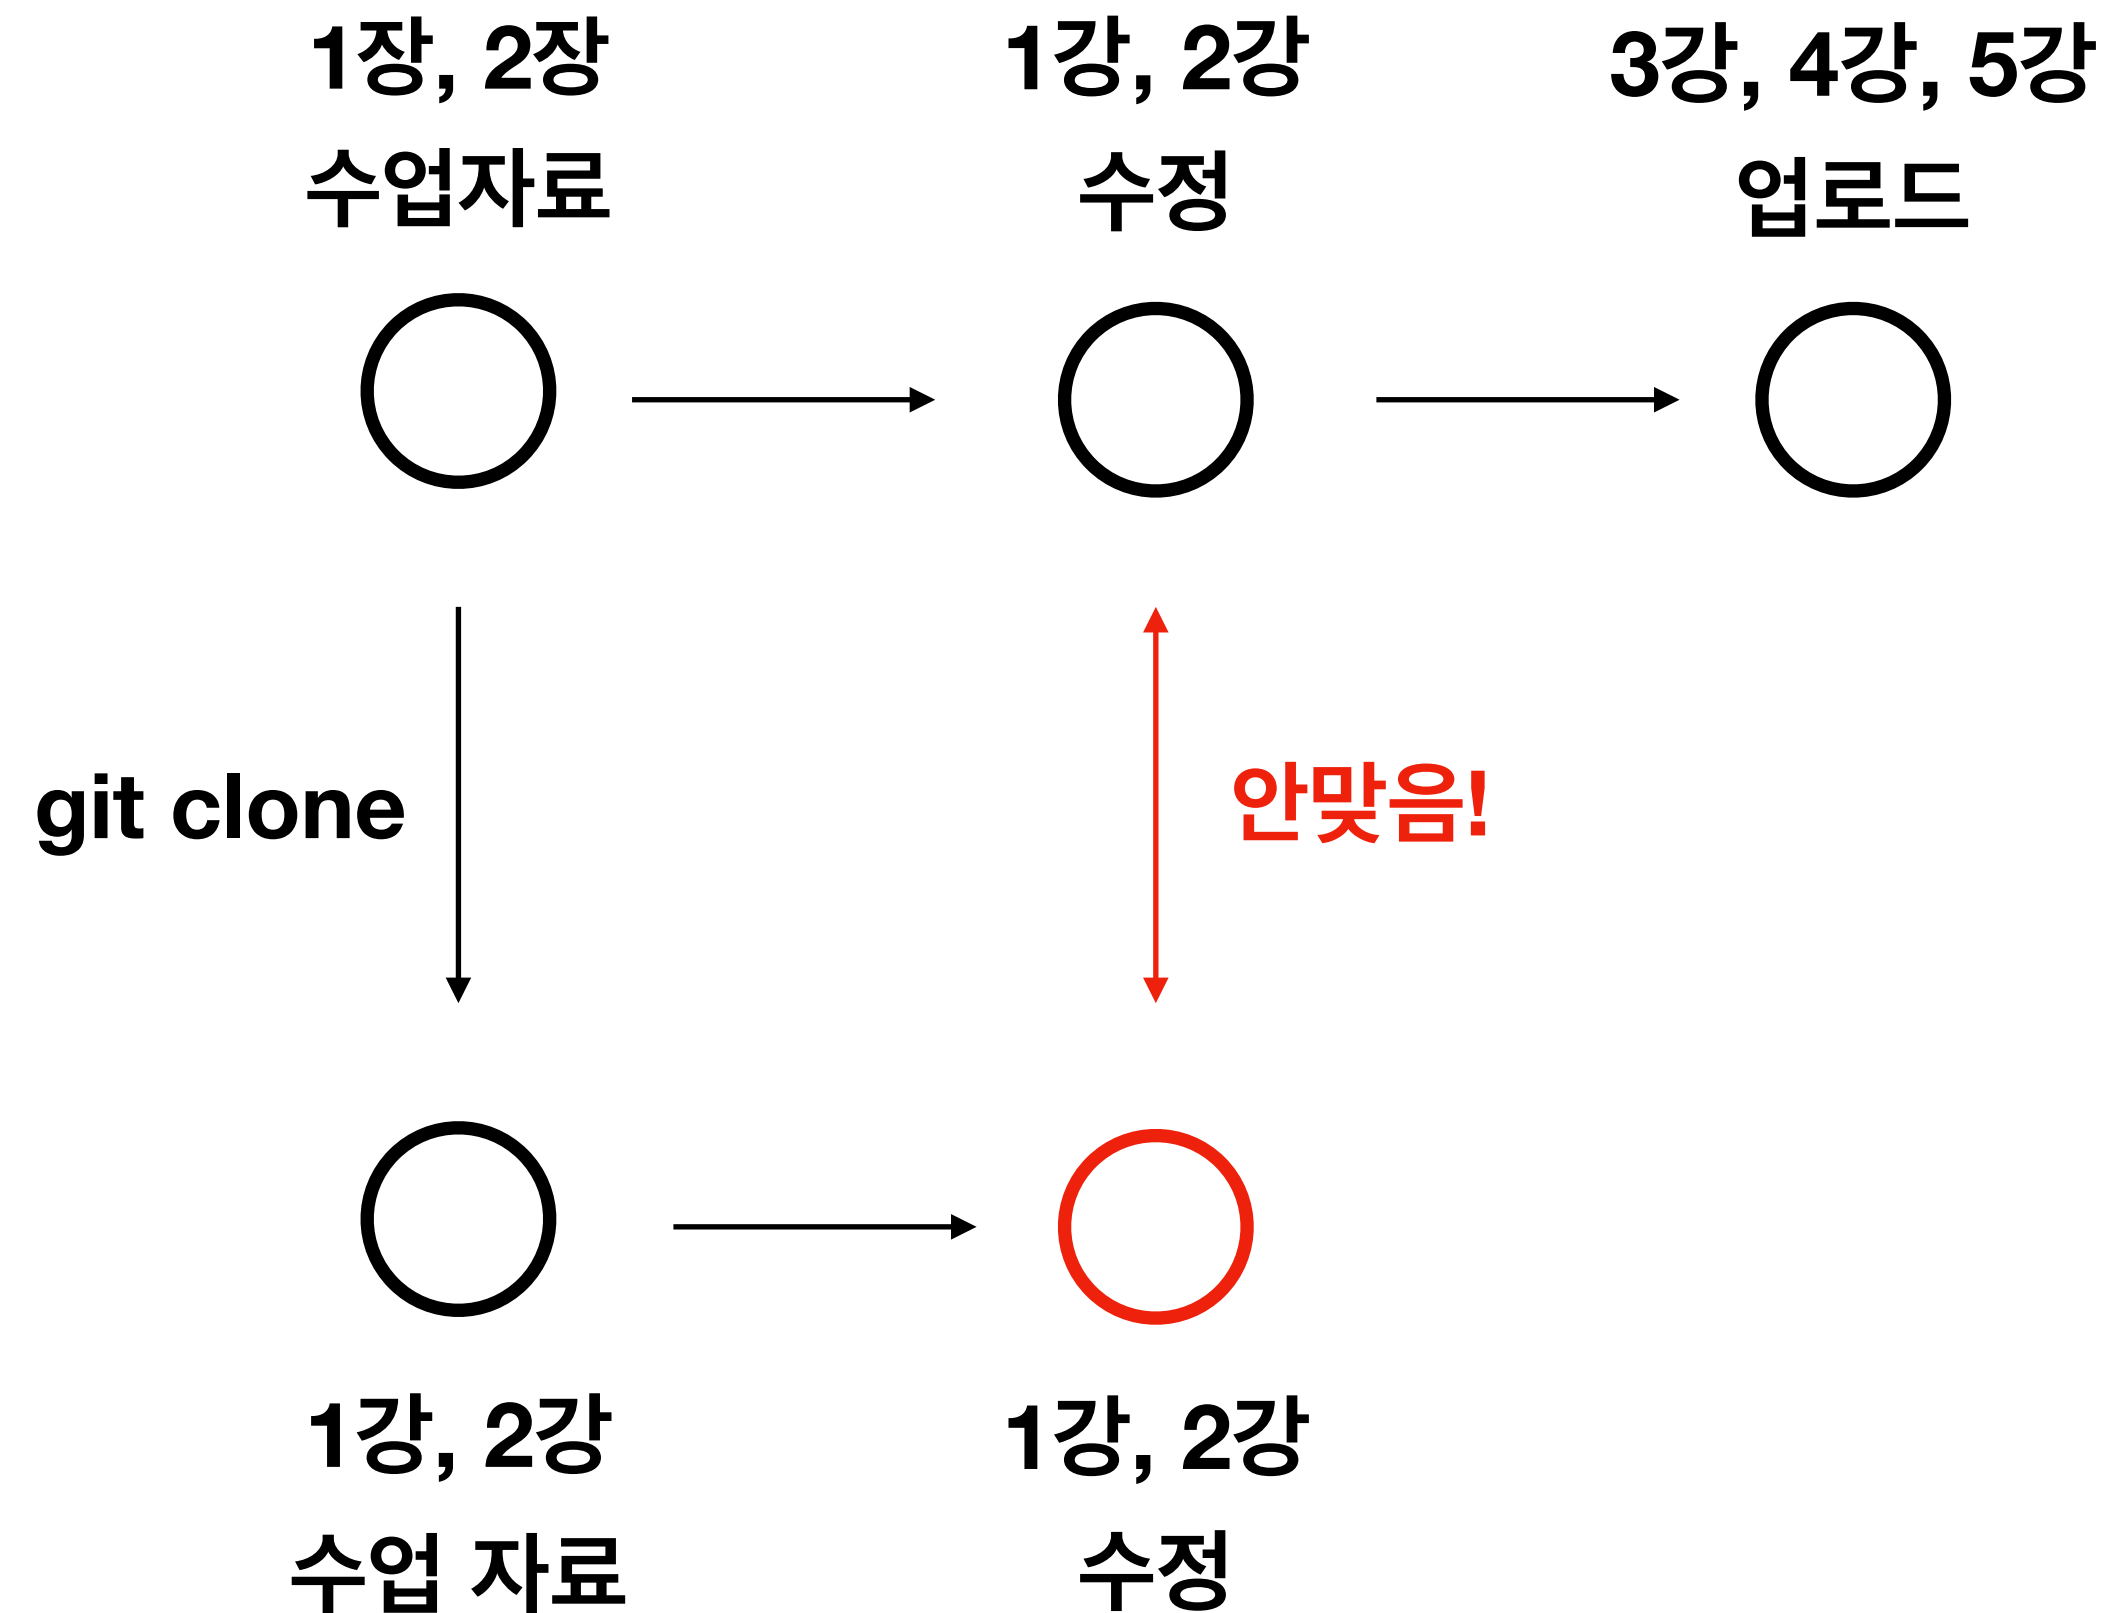 1장, 2장
수업자료
1강, 2강
수정
3강, 4강, 5강
업로드
git clone
안맞음!
1강, 2강
수업 자료
1강, 2강
수정